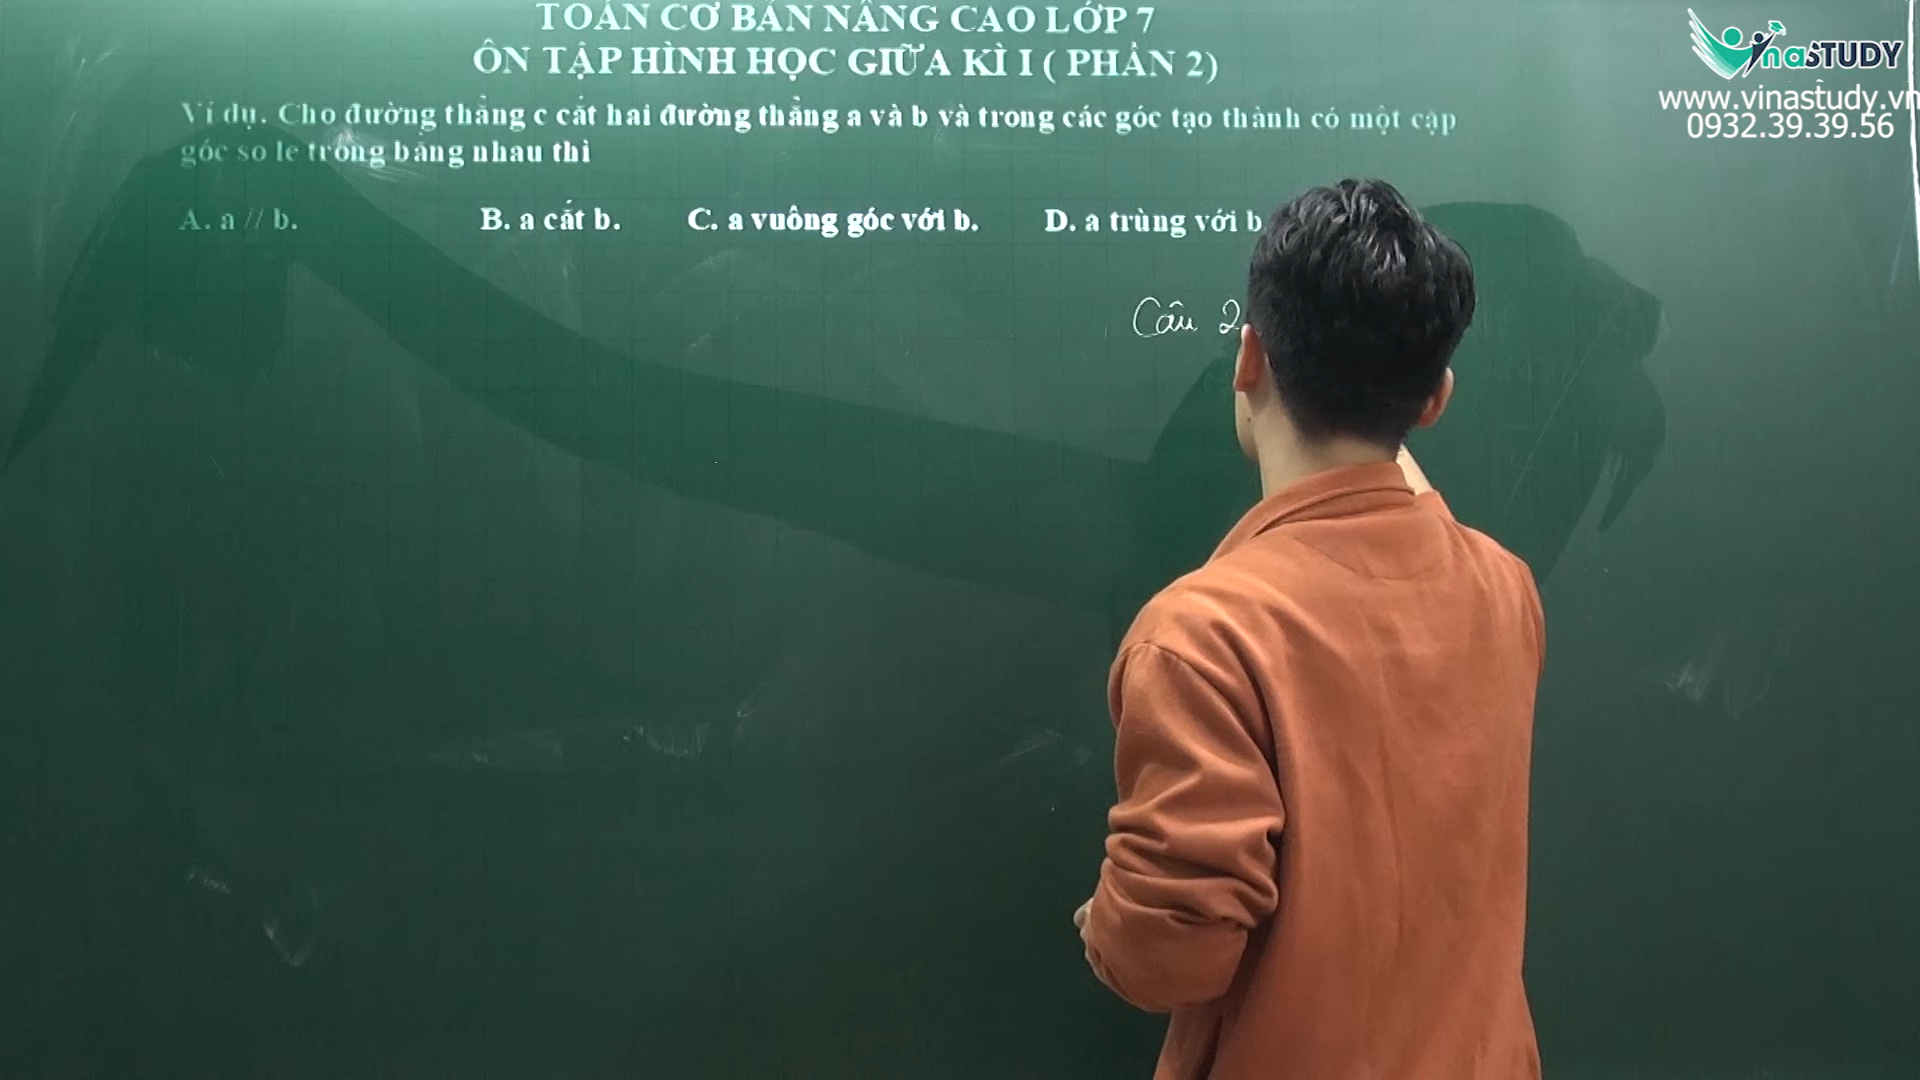 TOÁN CƠ BẢN NÂNG CAO LỚP 7
ÔN TẬP HÌNH HỌC GIỮA KÌ I ( PHẦN 2)
Ví dụ. Cho đường thẳng c cắt hai đường thẳng a và b và trong các góc tạo thành có một cặp
góc so le trong bằng nhau thì
A. a // b. B. a cắt b. C. a vuông góc với b. D. a trùng với b
Câu 2
VinaSTUDY
www.vinastudy.vn
0932.39.39.56